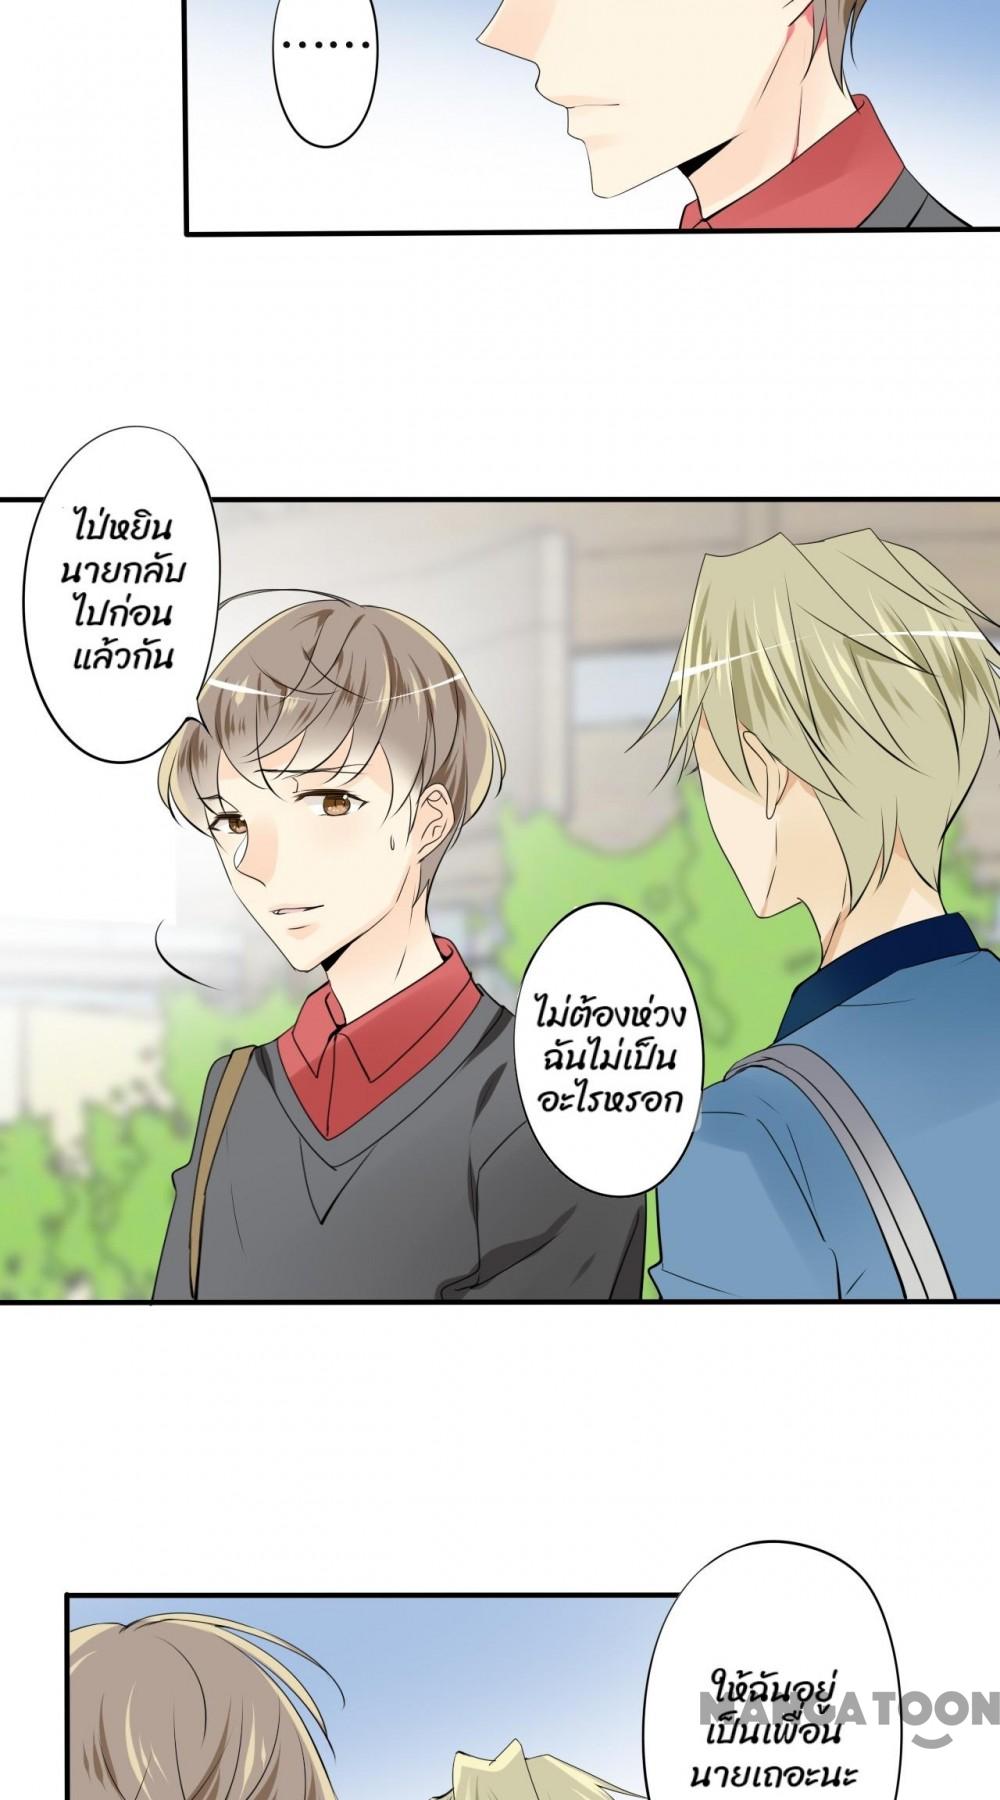 ......
ไป่หยิน
นายกลับ
ไปก่อน
แล้วกัน
ไม่ต้องห่วง
ฉันไม่เป็น
อะไรหรอก
ให้ฉันอยู่
MANGATOON
เป็นเพื่อน
นายเถอะนะ